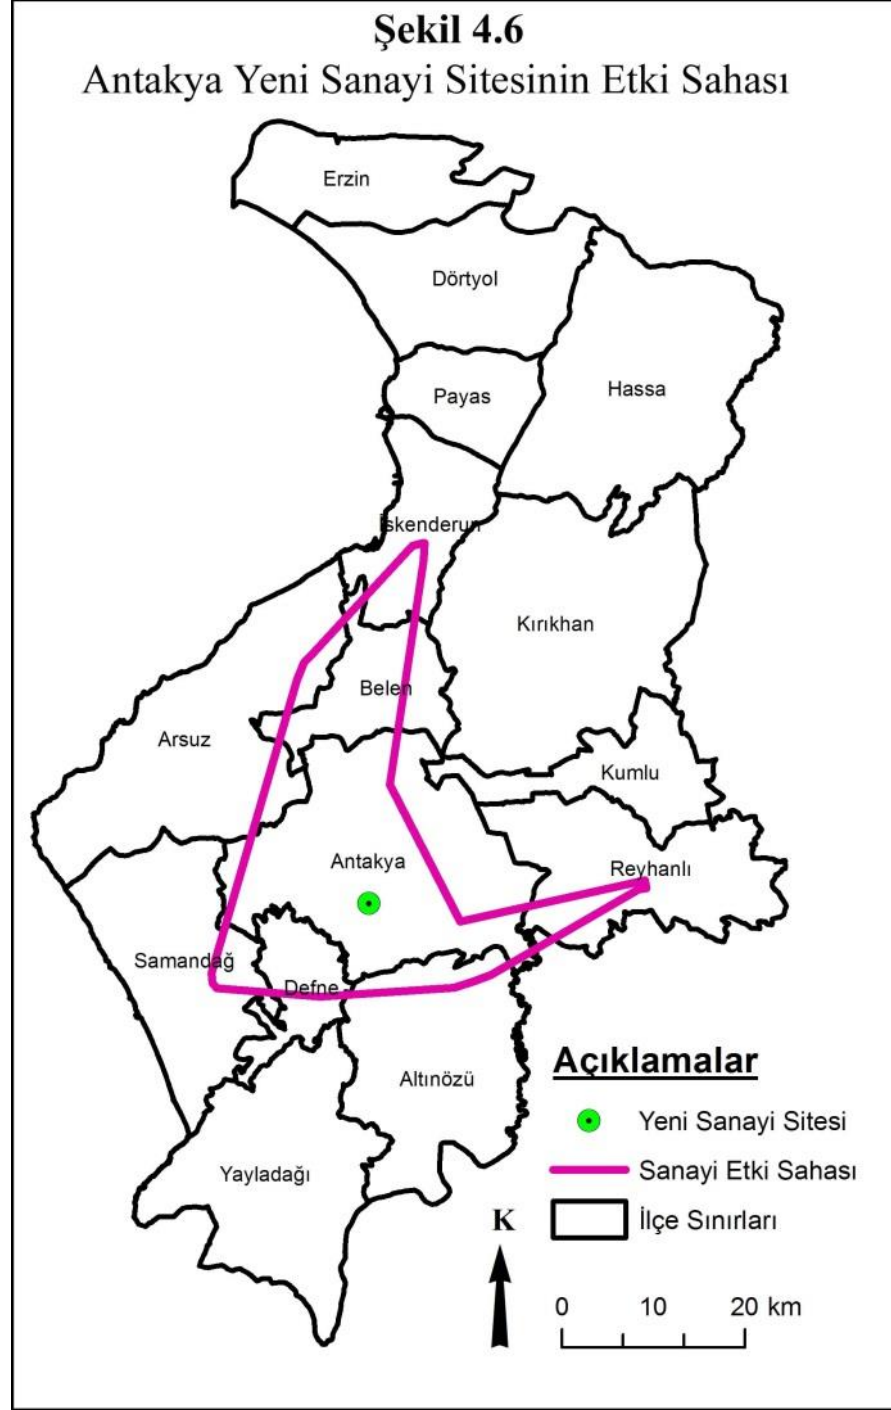 Şekil 4.6
Antakya Yeni Sanayi Sitesinin Etki Sahası
Erzin
Dörtyol
Payas
Hassa
İskenderun
Kırıkhan
Belen
Arsuz
Kumlu
Antakya
Reyhanlı
Samandağ
Defne
Altınözü
Yayladağı
Açıklamalar
Yeni Sanayi Sitesi
Sanayi Etki Sahası
İlçe Sınırları
K
0 10 20 km